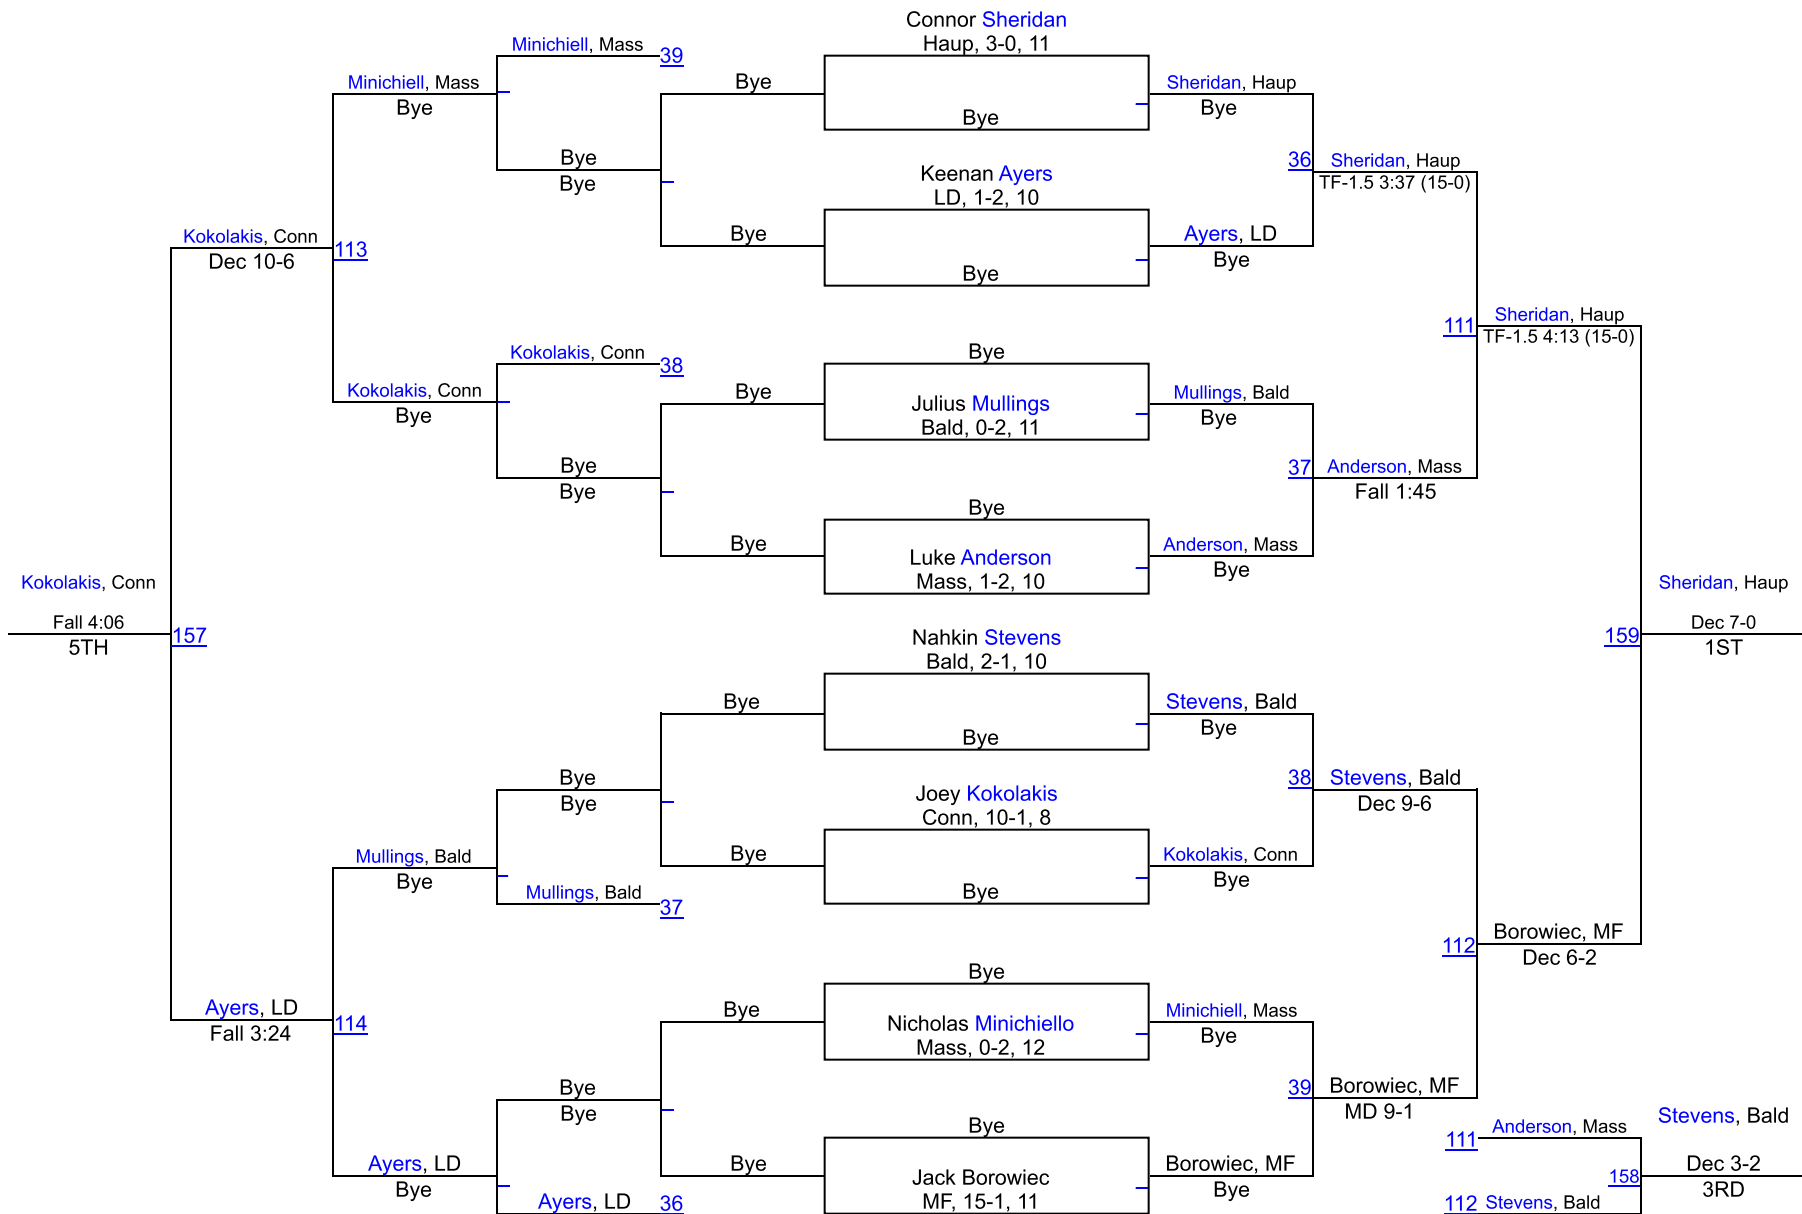 Connor Sheridan
Haup, 3-0, 11
Minichiell, Mass
39
Minichiell, Mass
Bye
Bye
Sheridan, Haup
Bye
Bye
Bye
Bye
36
Sheridan, Haup
TF-1.5 3:37 (15-0)
Keenan Ayers
LD, 1-2, 10
Kokolakis, Conn
Dec 10-6
113
Bye
Ayers, LD
Bye
Bye
111
Sheridan, Haup
TF-1.5 4:13 (15-0)
Kokolakis, Conn
38
Bye
Kokolakis, Conn
Bye
Bye
Julius Mullings
Bald, 0-2, 11
Mullings, Bald
Bye
Bye
Bye
37
Anderson, Mass
Fall 1:45
Bye
Bye
Luke Anderson
Mass, 1-2, 10
Anderson, Mass
Bye
Kokolakis, Conn
Fall 4:06
5TH
157
Sheridan, Haup
159
Dec 7-0
1ST
Nahkin Stevens
Bald, 2-1, 10
Bye
Stevens, Bald
Bye
Bye
Bye
Bye
38
Stevens, Bald
Dec 9-6
Joey Kokolakis
Conn, 10-1, 8
Mullings, Bald
Bye
Bye
Kokolakis, Conn
Bye
Bye
Mullings, Bald
37
112
Borowiec, MF
Dec 6-2
Bye
Ayers, LD
Fall 3:24
114
Bye
Nicholas Minichiello
Mass, 0-2, 12
Minichiell, Mass
Bye
Bye
Bye
39
Borowiec, MF
MD 9-1
Bye
111
Anderson, Mass
Stevens, Bald
Ayers, LD
Bye
Bye
Jack Borowiec
MF, 15-1, 11
Borowiec, MF
Bye
158
Dec 3-2
3RD
Ayers, LD
36
112
Stevens, Bald